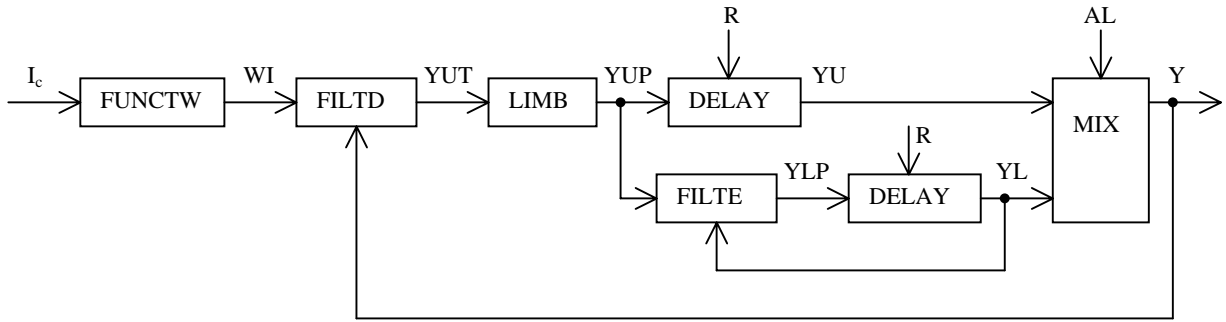 R AL
I_c WI YUT YUP YU Y
FUNCTW FILTD LIMB DELAY MIX
R
YLP YL
FILTE DELAY